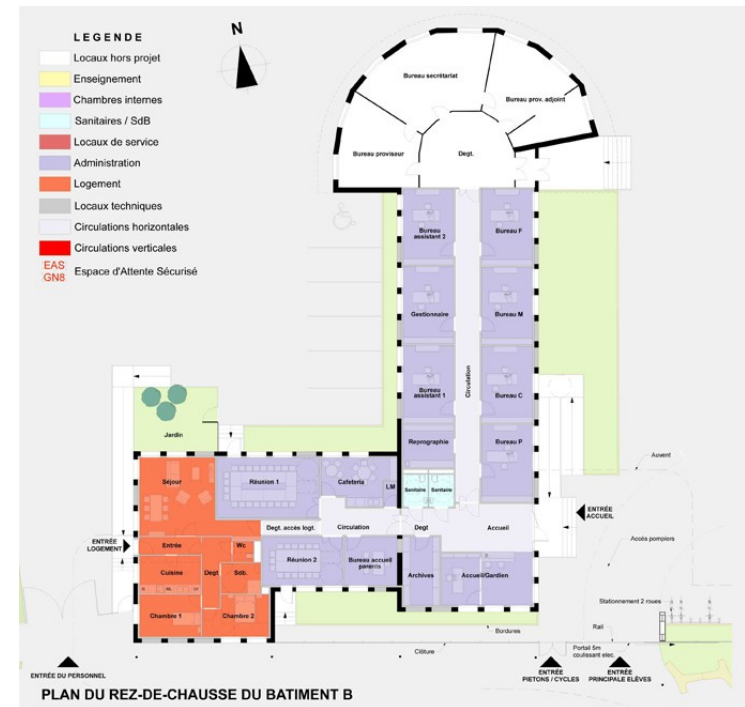 LEGENDE
Locaux hors projet
Enseignement
Chambres internes
Sanitaires / SdB
Locaux de service
Administration
Logement
Locaux techniques
Circulations horizontales
Circulations verticales
EAS
GN8
Espace d'Attente Sécurisé
N
Bureau secrétariat
Bureau prov. adjoint
Bureau proviseur
Degt.
Bureau
assistant 2
Bureau F
Gestionnaire
Bureau M
Circulation
Bureau
assistant 1
Bureau C
Reprographie
Bureau P
Jardin
Séjour
Réunion 1
Cafeteria
LM
Sanitaire
Sanitaire
Auvent
ENTRÉE
ACCUEIL
Degt. accès logt.
Circulation
Degt
Accueil
ENTRÉE
LOGEMENT
Entrée
Wc
Accés pompiers
Cuisine
Degt
Sdb.
Réunion 2
Bureau accueil
parents
Archives
Accueil/Gardien
Chambre 1
Chambre 2
Stationnement 2 roues
Rail
Bordures
Portail 5m
coulissant elec.
Clôture
ENTRÉE DU PERSONNEL
ENTRÉE
PIETONS / CYCLES
ENTRÉE
PRINCIPALE ELÈVES
PLAN DU REZ-DE-CHAUSSE DU BATIMENT B